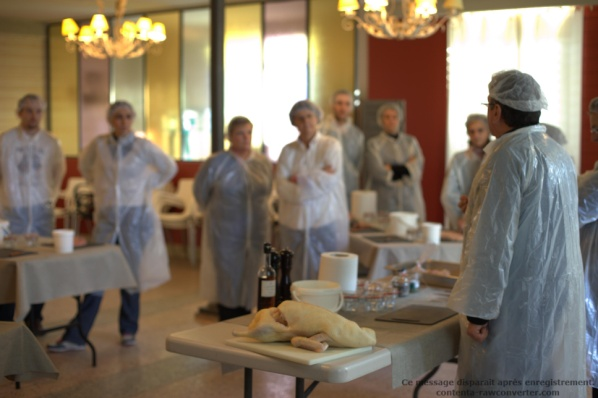 Ce message disparaît après enregistrement.
contenta-rawconverter.com